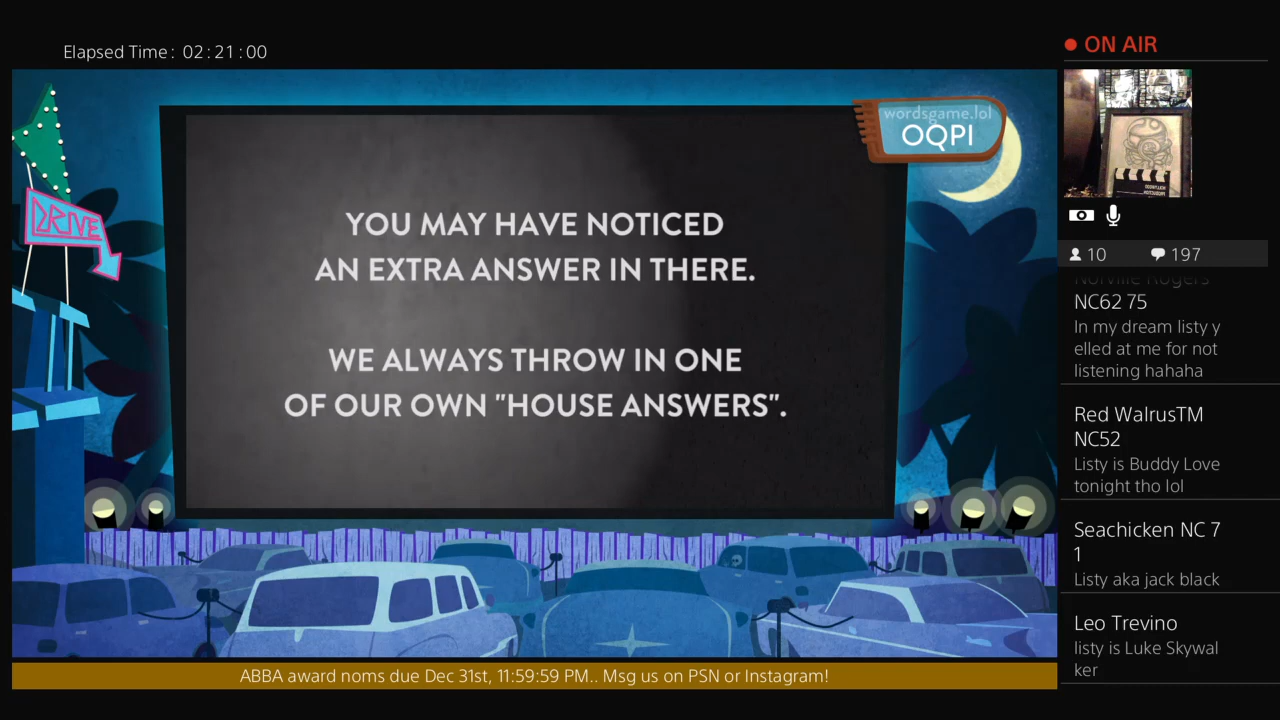 Elapsed Time: 02:21:00
ON AIR
DRIVE
wordsgame.lol
OQPI
YOU MAY HAVE NOTICED
AN EXTRA ANSWER IN THERE.
WE ALWAYS THROW IN ONE
OF OUR OWN "HOUSE ANSWERS".
10
197
Norville Rogers
NC62 75
In my dream listy y
elled at me for not
listening hahaha
Red WalrusTM
NC52
Listy is Buddy Love
tonight tho lol
Seachicken NC 7
1
Listy aka jack black
Leo Trevino
listy is Luke Skywal
ker
ABBA award noms due Dec 31st, 11:59:59 PM.. Msg us on PSN or Instagram!